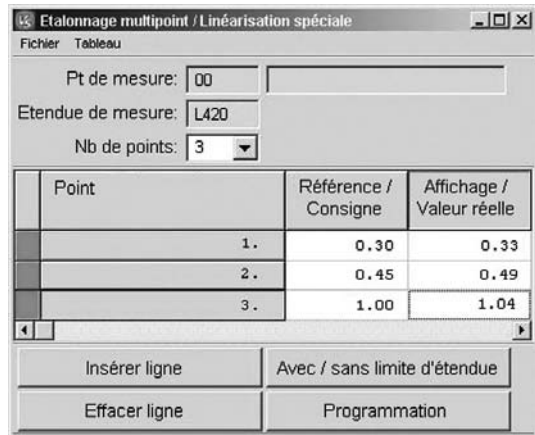 Etalonnage multipoint / Linéarisation spéciale
Fichier Tableau
Pt de mesure: 00
Etendue de mesure: L420
Nb de points: 3
Point Référence / Consigne Affichage / Valeur réelle
1. 0.30 0.33
2. 0.45 0.49
3. 1.00 1.04
Insérer ligne Avec / sans limite d'étendue
Effacer ligne Programmation